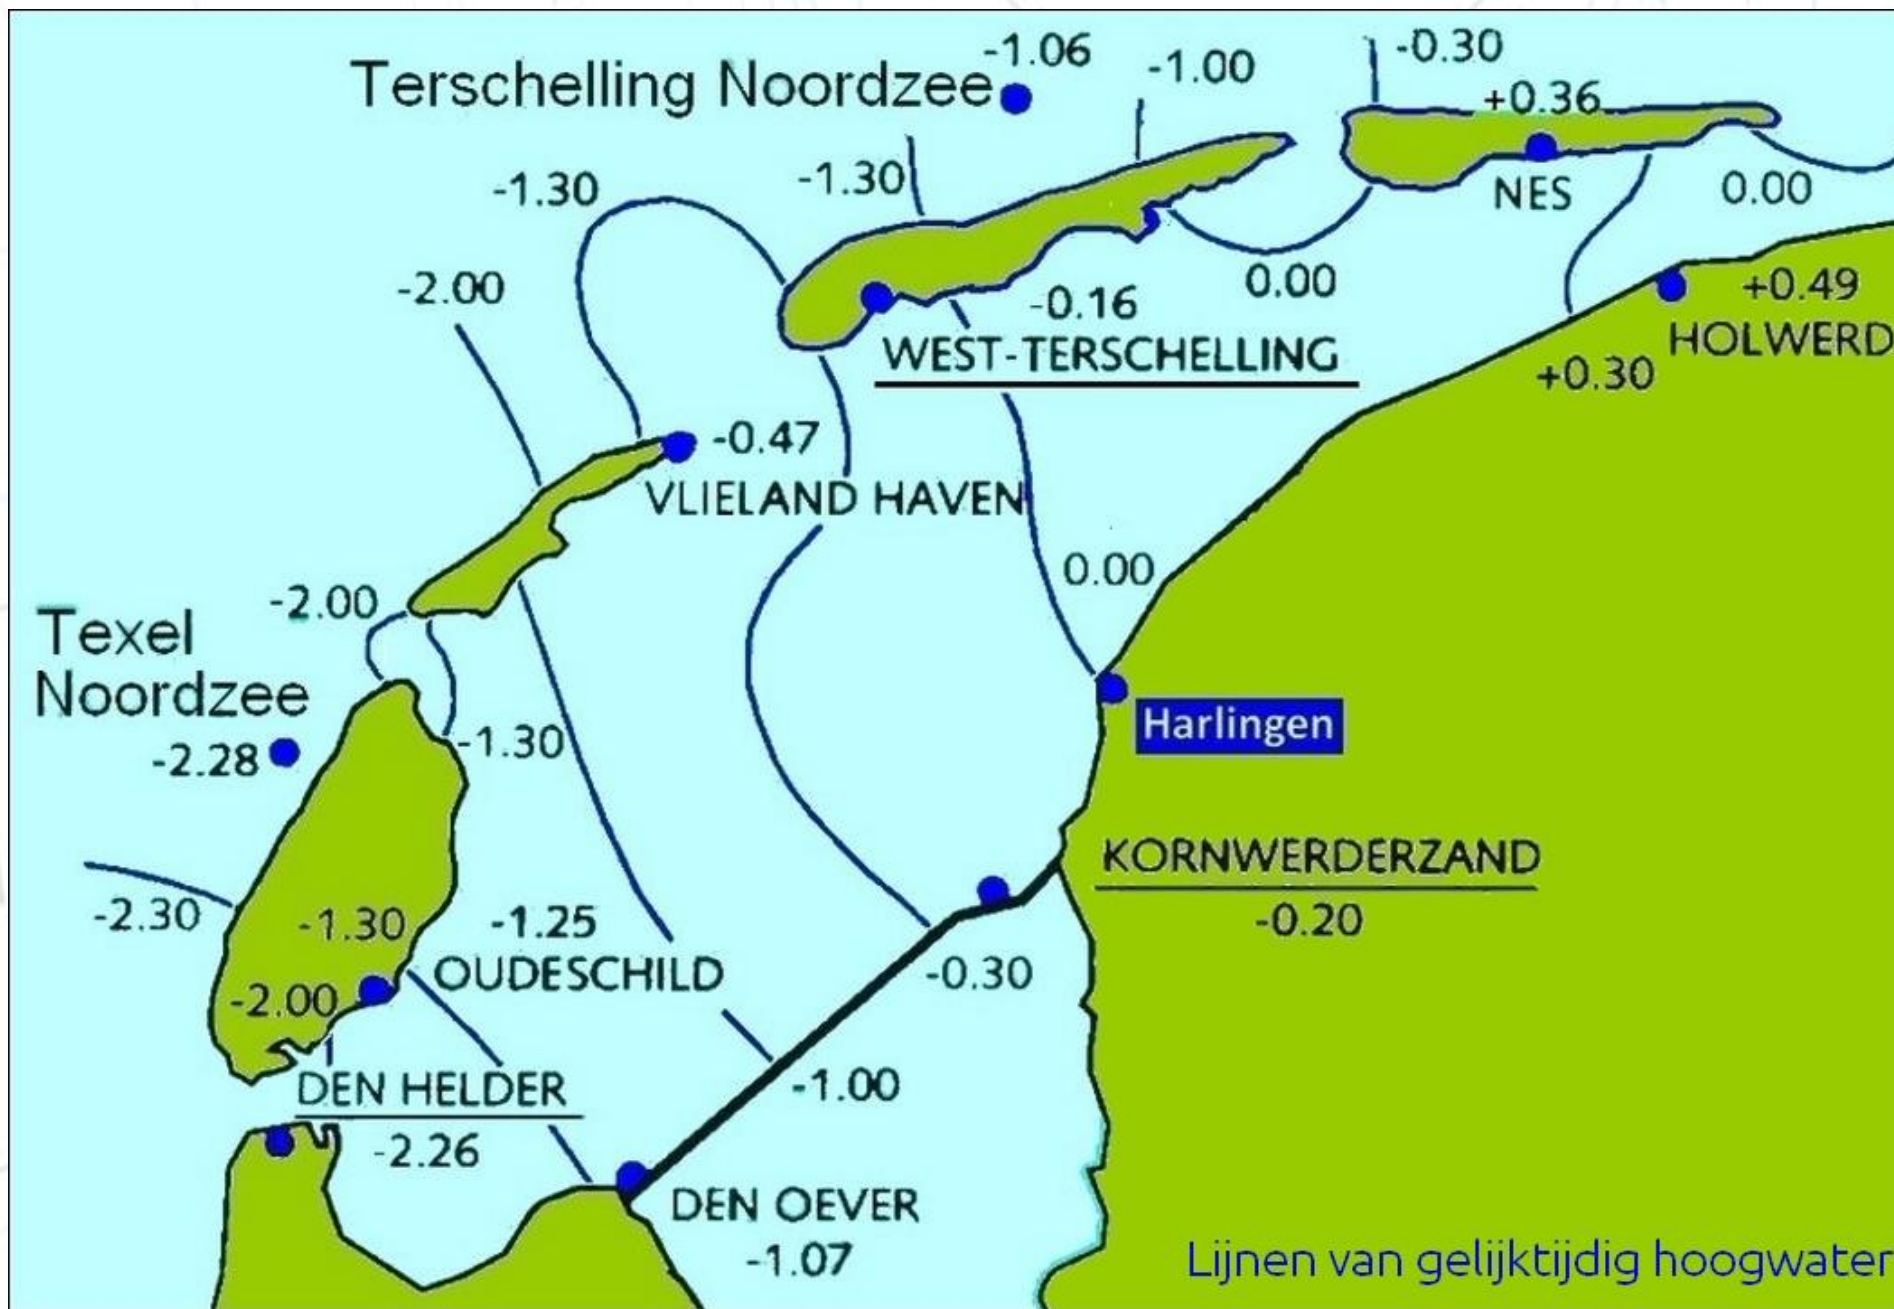 -1.06
Terschelling Noordzee
-1.00
-0.30
+0.36
-1.30
-1.30
NES
0.00
-2.00
-0.16
0.00
+0.49
WEST-TERSCHELLING
HOLWERD
+0.30
-0.47
VLIELAND HAVEN
0.00
-2.00
Texel
Noordzee
-2.28
-1.30
Harlingen
KORNWERDERZAND
-0.20
-2.30
-1.30
-1.25
OUDESCHILD
-0.30
-2.00
DEN HELDER
-2.26
-1.00
DEN OEVER
-1.07
Lijnen van gelijktijdig hoogwater